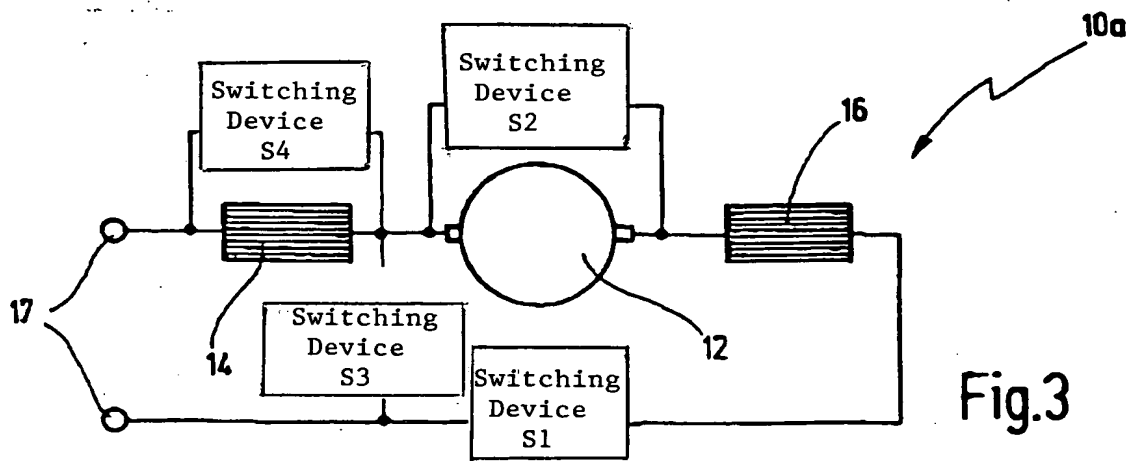 10a
Switching
Device
S4
Switching
Device
S2
16
17
14
Switching
Device
S3
12
Switching
Device
S1
Fig.3